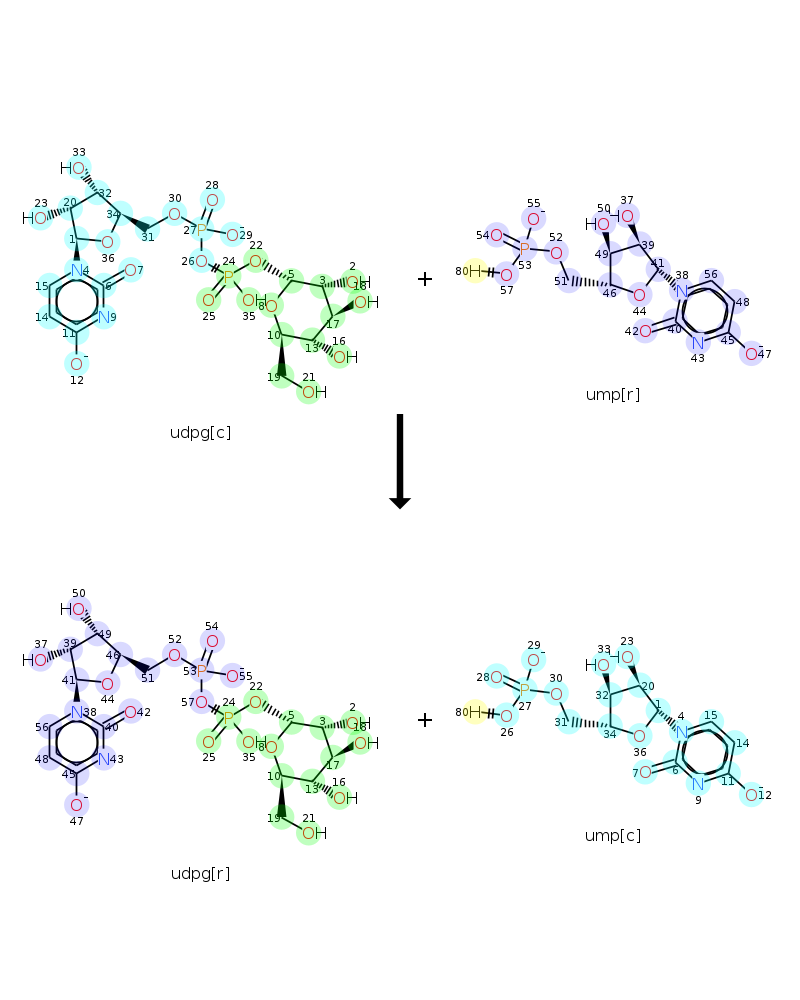 33
HO
32
23 20 34
HO
1 O
36
31
30
O
28
O
P
27
O- 29
26 O
22
O
24
P
25
O
35
OH
N4
15 6
O 7
14 N 9
11
O-
12
5
3
2
OH
18
OH
8 O
17
10
13
16
OH
19
21
OH
udpg[c]
+
55
O-
54
O
P
53
52
O
80 H O
57
51
50
HO
37
HO
49
39
41
46
O
44
38
N
56
48
42 O
40
N
43
45
O- 47
ump[r]
50
HO
49
37 39 46
HO
41 O
44
51
52
O
54
O
P
53
O- 55
57 O
22
O
24
P
25
O
35
OH
N38
56 40
O 42
48 N 43
45
O-
47
5
3
2
OH
18
OH
8 O
17
10
13
16
OH
19
21
OH
udpg[r]
+
29
O-
28
O
P
27
30
O
80 H O
26
31
33
HO
23
HO
32
20
1
34
O
36
4
N
15
14
7 O
6
N
9
11
O- 12
ump[c]